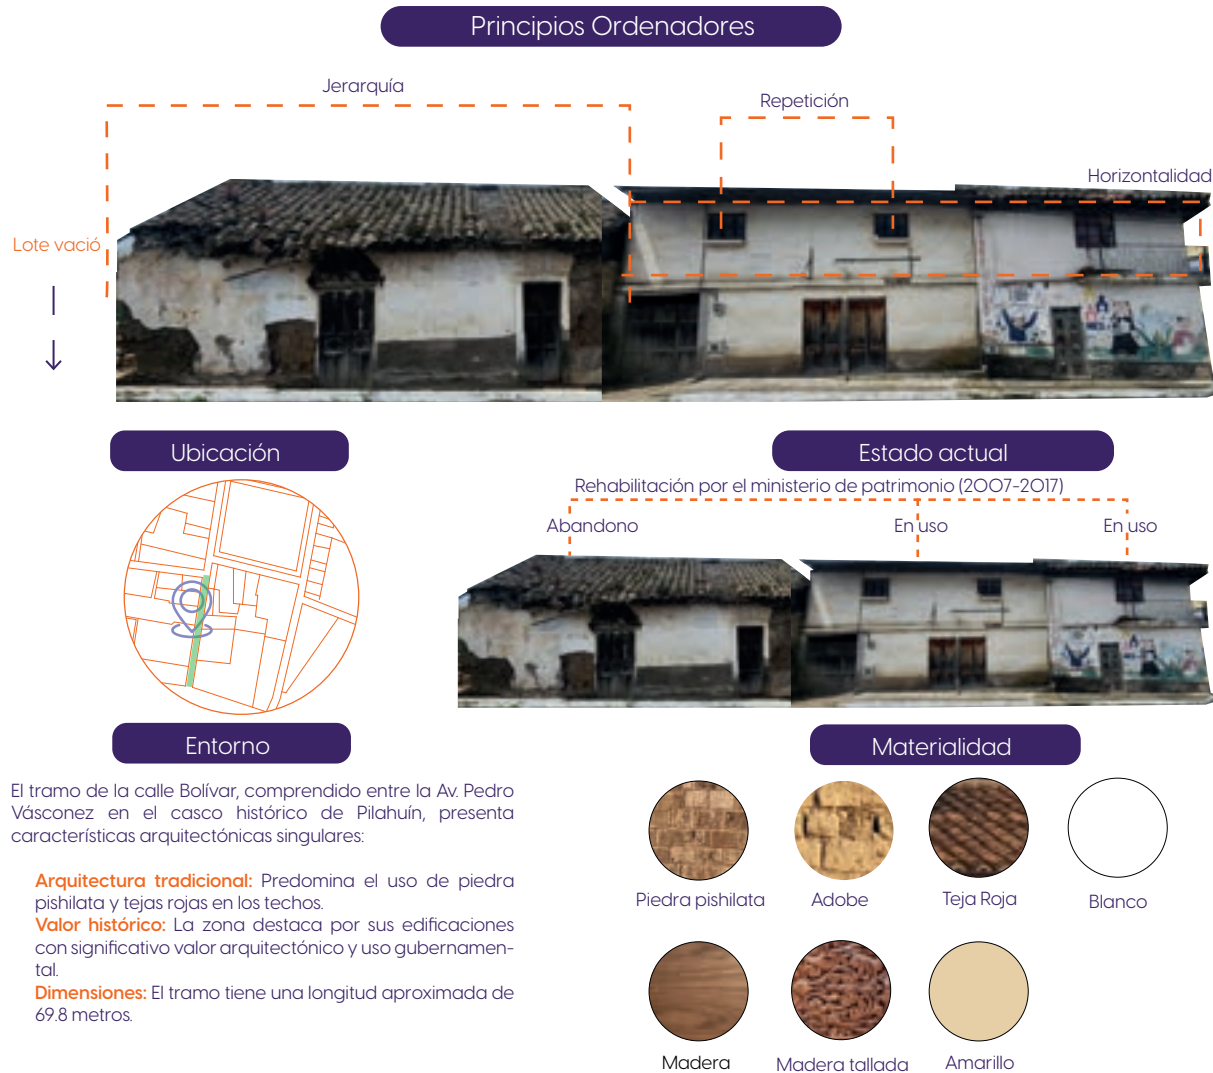 Principios Ordenadores
Jerarquía
Repetición
Horizontalidad
Lote vació
Ubicación
Estado actual
Rehabilitación por el ministerio de patrimonio (2007-2017)
Abandono
En uso
En uso
Entorno
El tramo de la calle Bolívar, comprendido entre la Av. Pedro
Vásconez en el casco histórico de Pilahuín, presenta
características arquitectónicas singulares:
Arquitectura tradicional: Predomina el uso de piedra
pishilata y tejas rojas en los techos.
Valor histórico: La zona destaca por sus edificaciones
con significativo valor arquitectónico y uso gubernamen-
tal.
Dimensiones: El tramo tiene una longitud aproximada de
69.8 metros.
Materialidad
Piedra pishilata
Adobe
Teja Roja
Blanco
Madera
Madera tallada
Amarillo